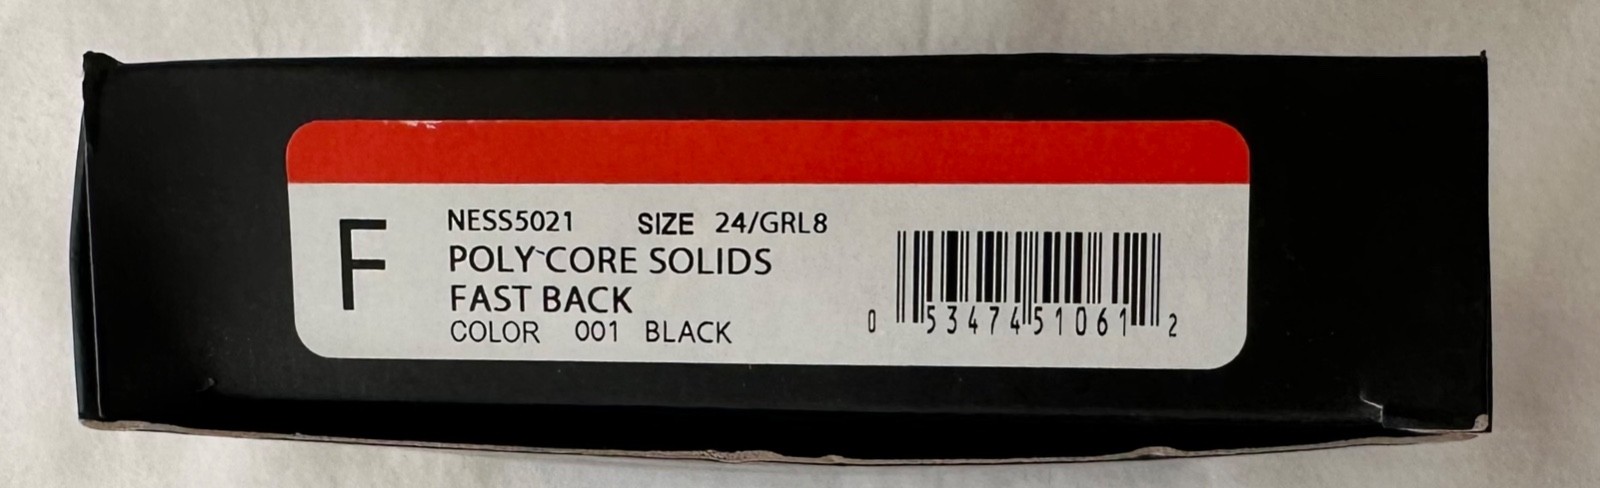 F
NESS5021 SIZE 24/GRL8
POLY CORE SOLIDS
FAST BACK
COLOR 001 BLACK
0 53474 51061 2